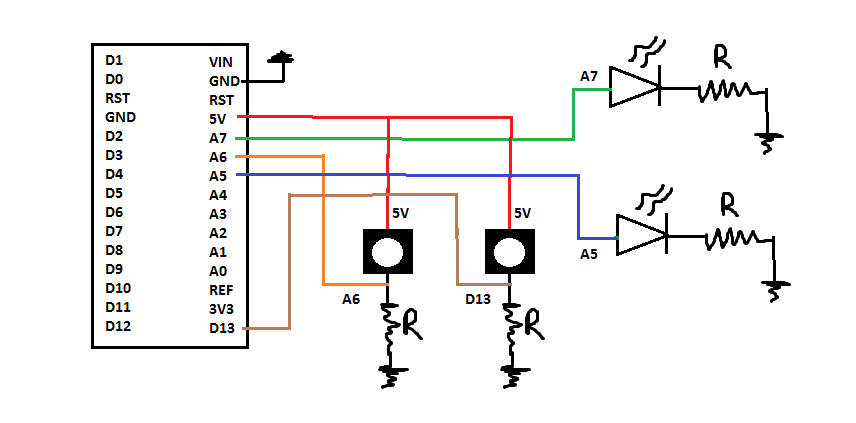 D1
D0
RST
GND
D2
D3
D4
D5
D6
D7
D8
D9
D10
D11
D12
VIN
GND
RST
5V
A7
A6
A5
A4
A3
A2
A1
A0
REF
3V3
D13
5V
A6
R
5V
D13
R
A7
R
A5
R